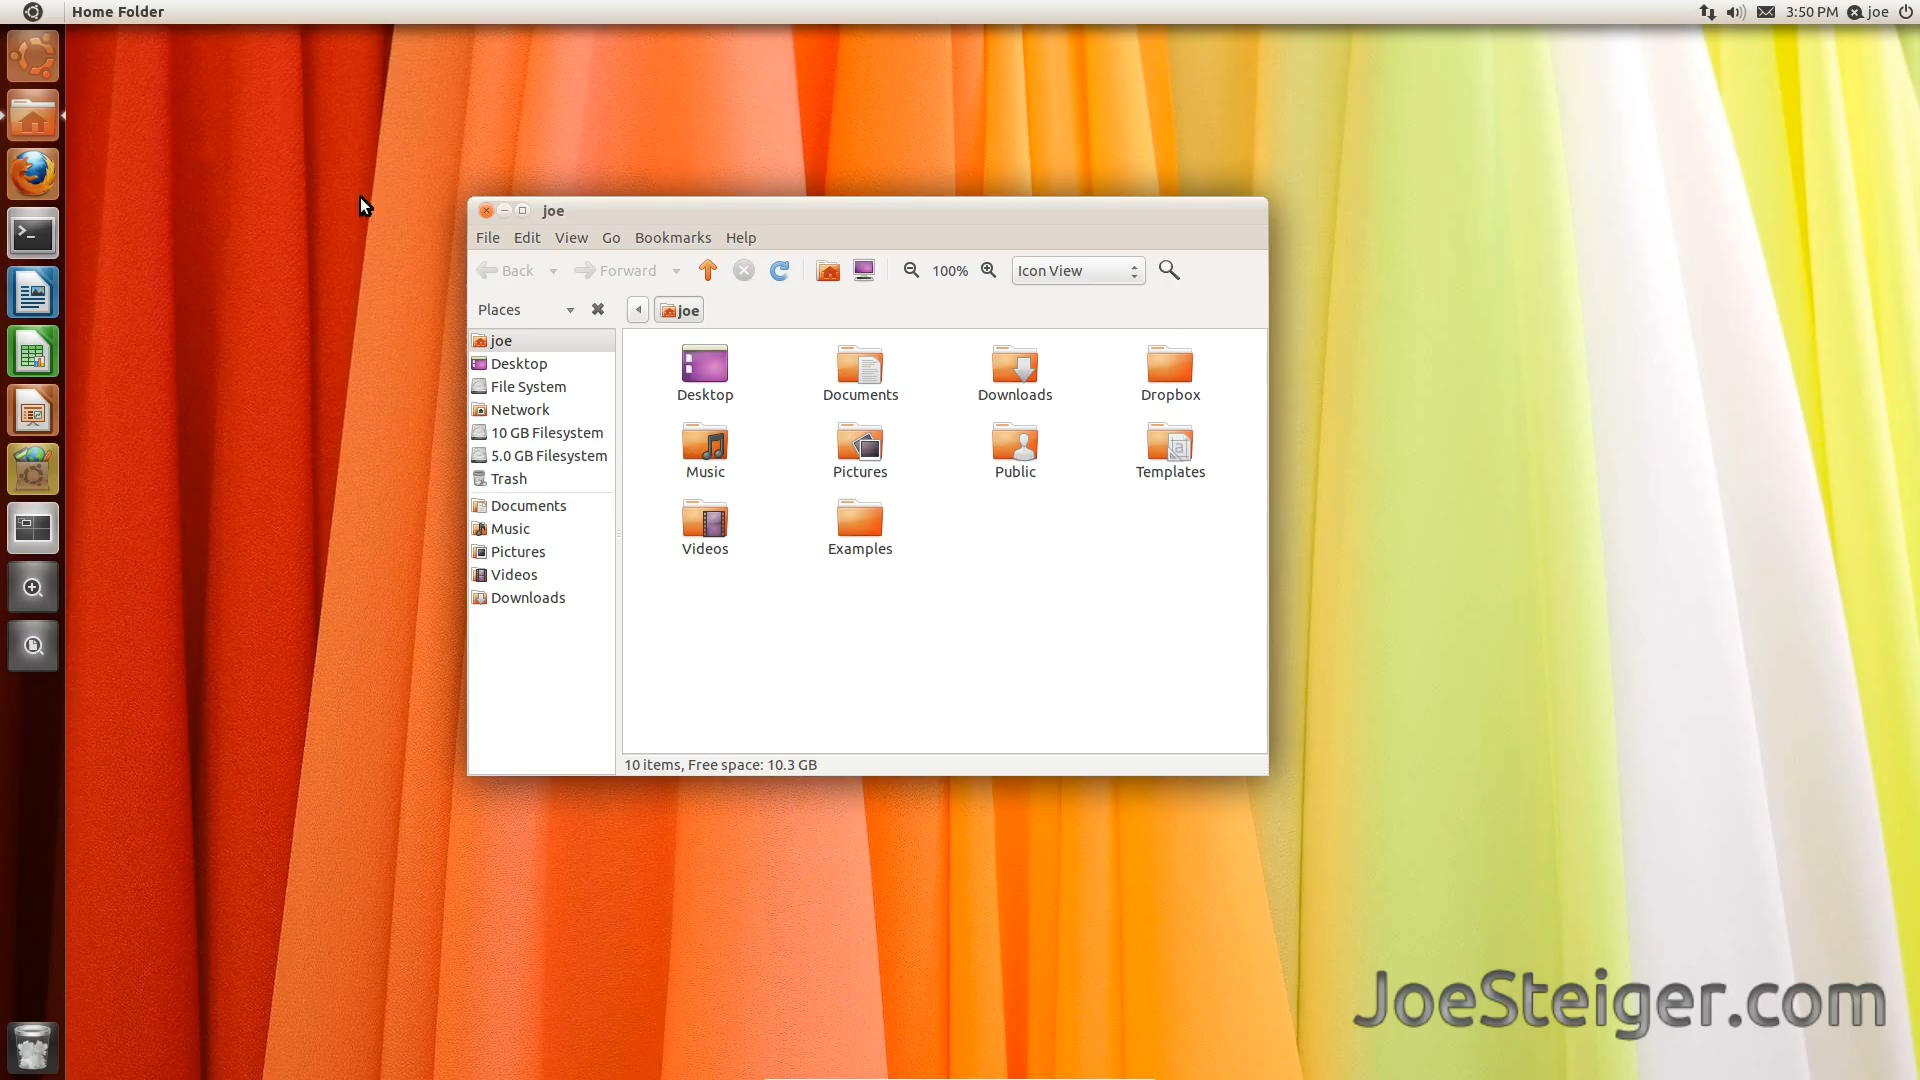 Home Folder
3:50 PM joe
joe
File Edit View Go Bookmarks Help
Back Forward 100% Icon View
Places joe
joe
Desktop
File System
Network
10 GB Filesystem
5.0 GB Filesystem
Trash
Documents
Music
Pictures
Videos
Downloads
Desktop Documents Downloads Dropbox
Music Pictures Public Templates
Videos Examples
10 items, Free space: 10.3 GB
JoeSteiger.com